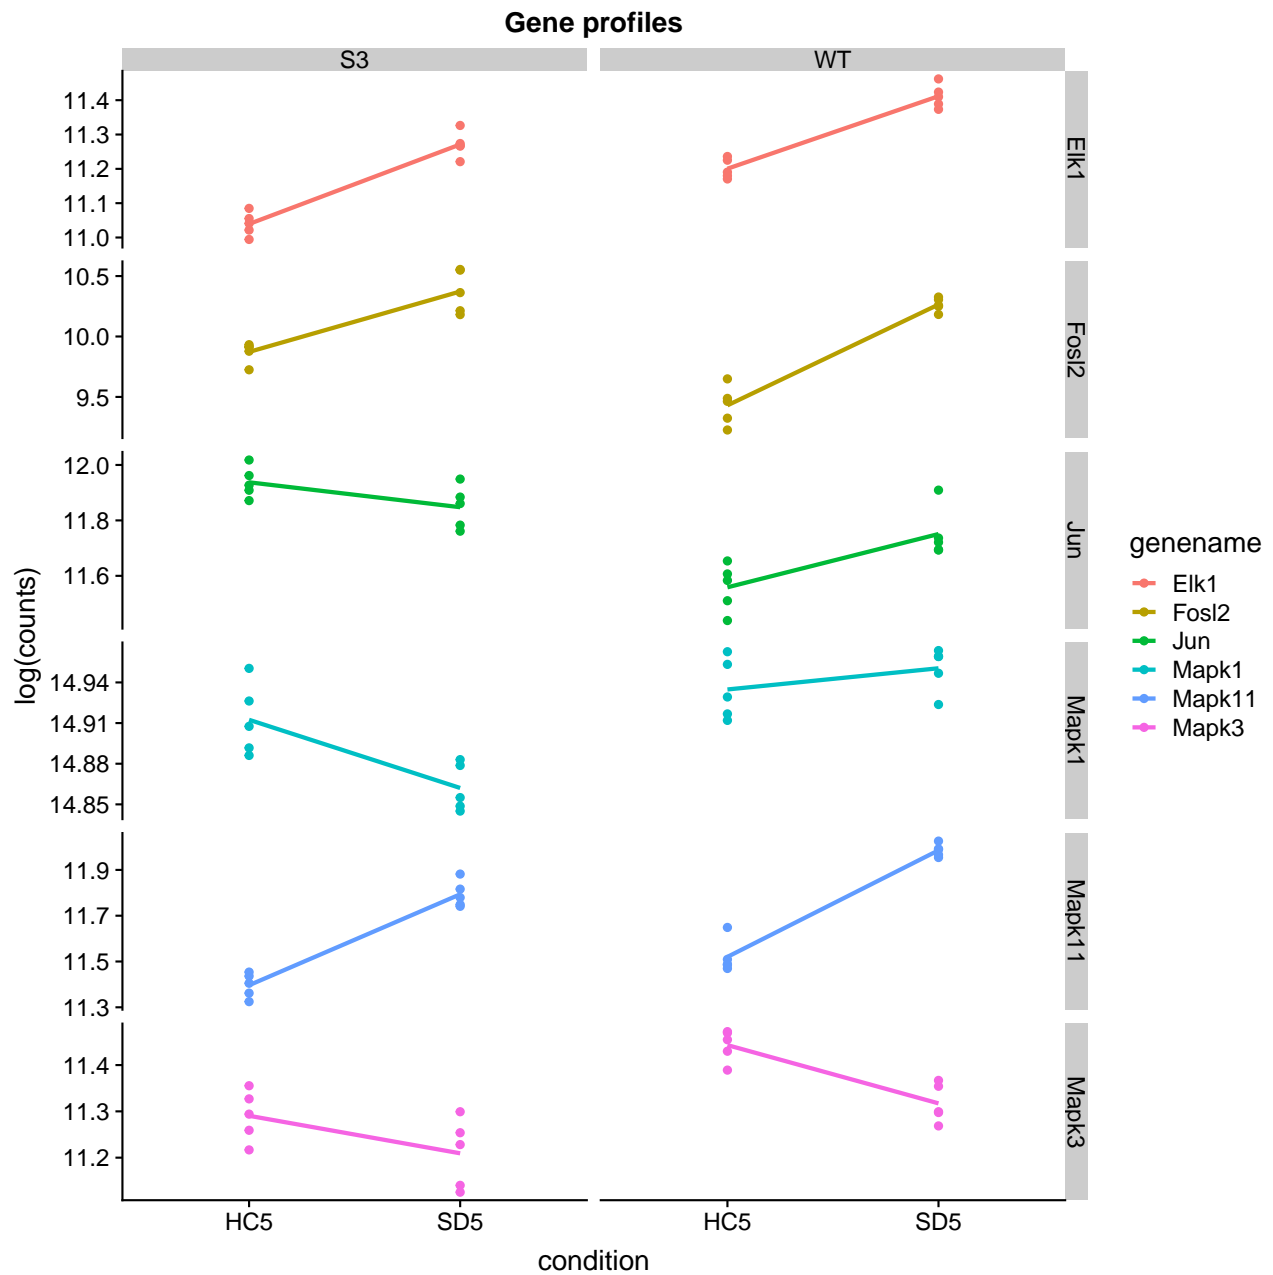 Gene profiles
S3 WT
11.4
11.3
11.2
11.1
11.0
Elk1
10.5
10.0
9.5
Fosl2
12.0
11.8
11.6
Jun
14.94
14.91
14.88
14.85
Mapk1
11.9
11.7
11.5
11.3
Mapk11
11.4
11.3
11.2
Mapk3
log(counts)
HC5 SD5 HC5 SD5
condition
genename
Elk1
Fosl2
Jun
Mapk1
Mapk11
Mapk3